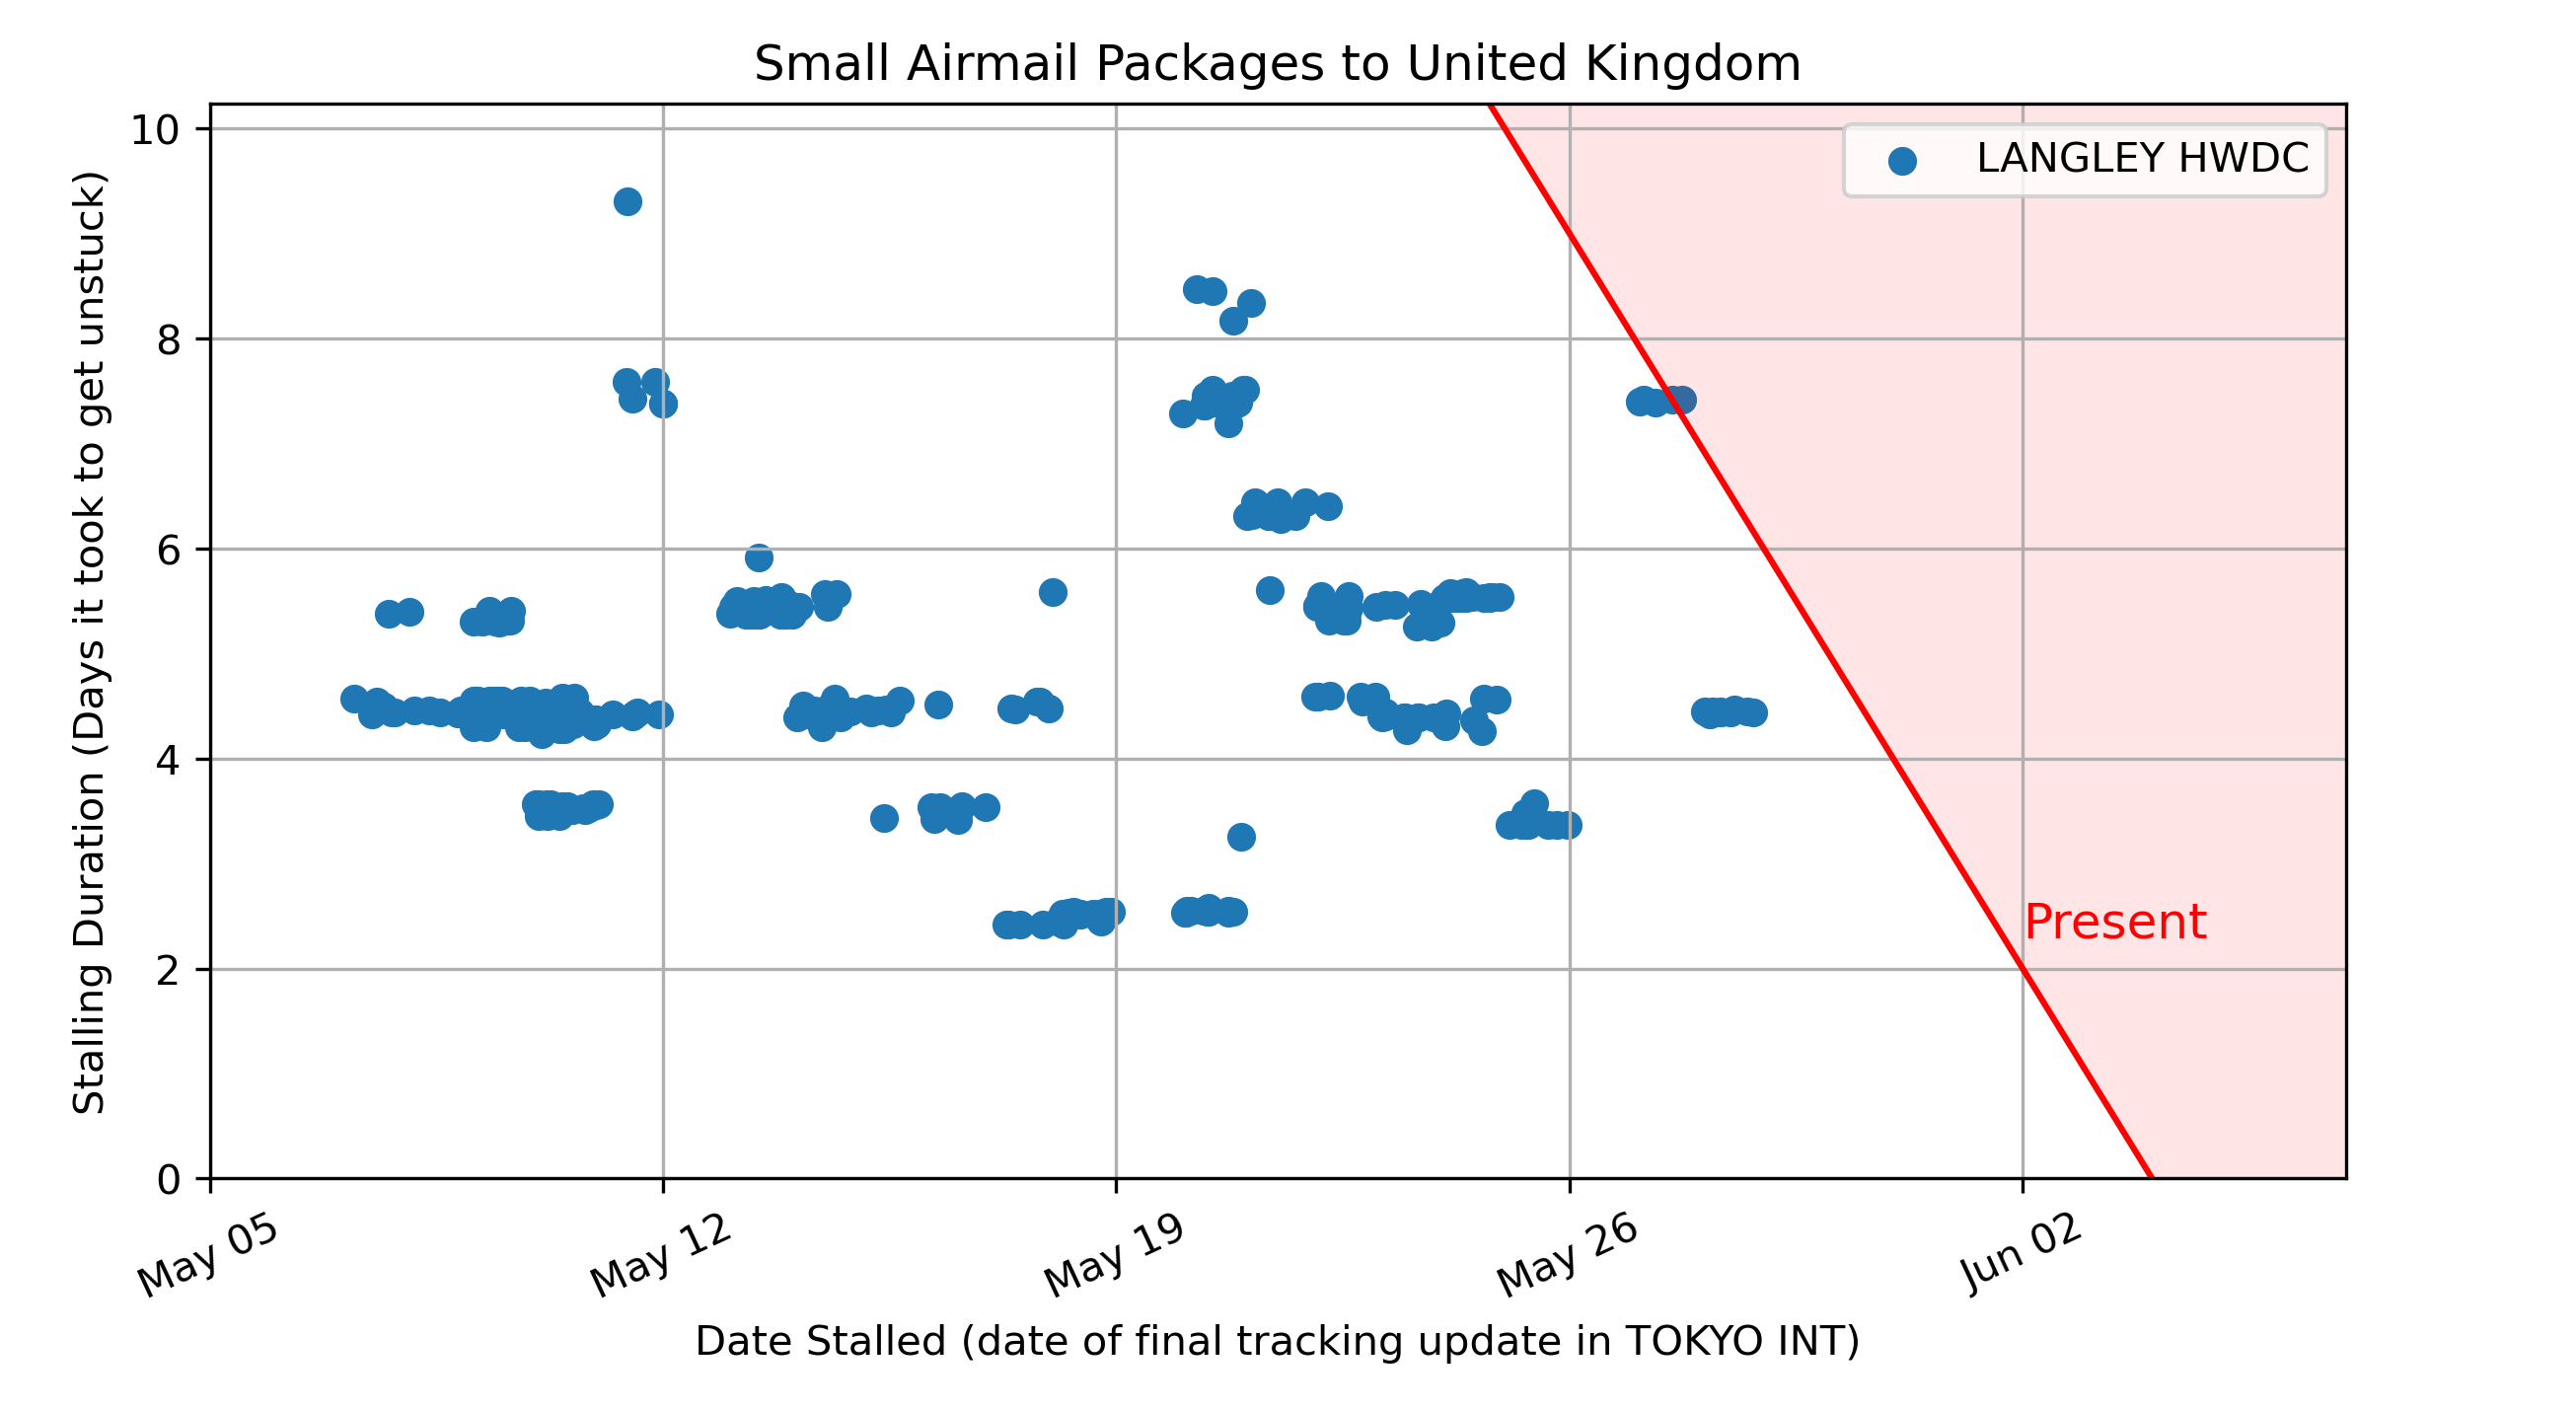 Small Airmail Packages to United Kingdom
10
8
6
4
2
0
Stalling Duration (Days it took to get unstuck)
LANGLEY HWDC
Present
May 05
May 12
May 19
May 26
Jun 02
Date Stalled (date of final tracking update in TOKYO INT)